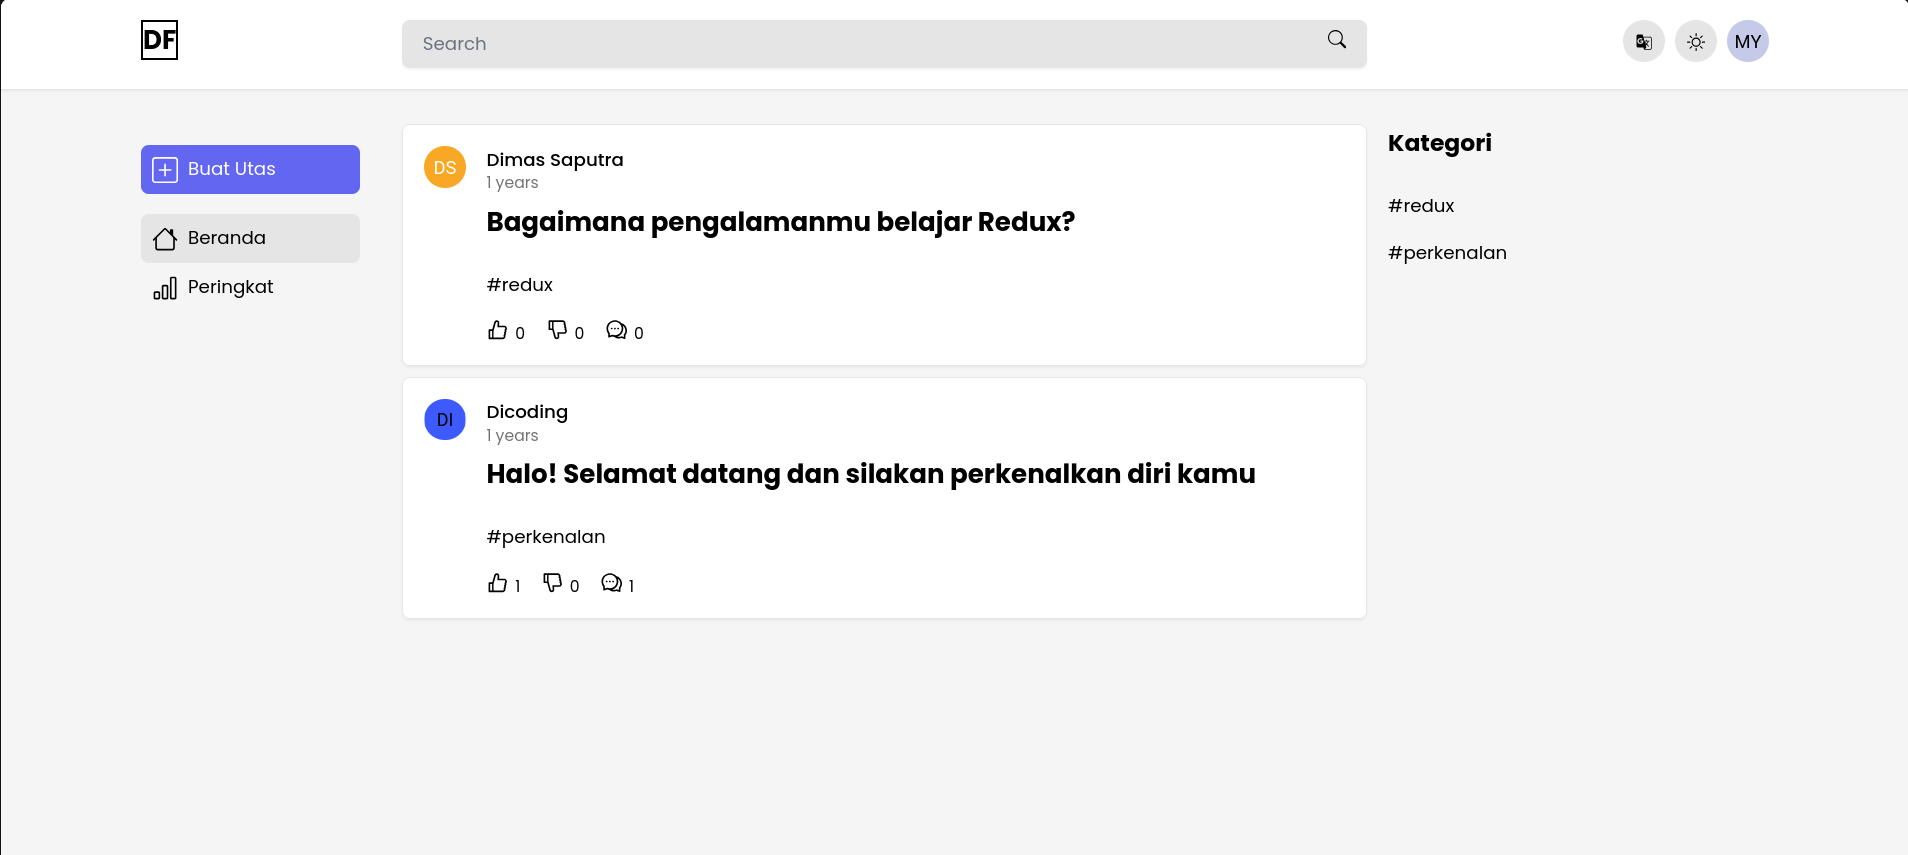 DF
Search
MY
Buat Utas
Beranda
Peringkat
DS
Dimas Saputra
1 years
Bagaimana pengalamanmu belajar Redux?
#redux
0 0 0
DI
Dicoding
1 years
Halo! Selamat datang dan silakan perkenalkan diri kamu
#perkenalan
1 0 1
Kategori
#redux
#perkenalan